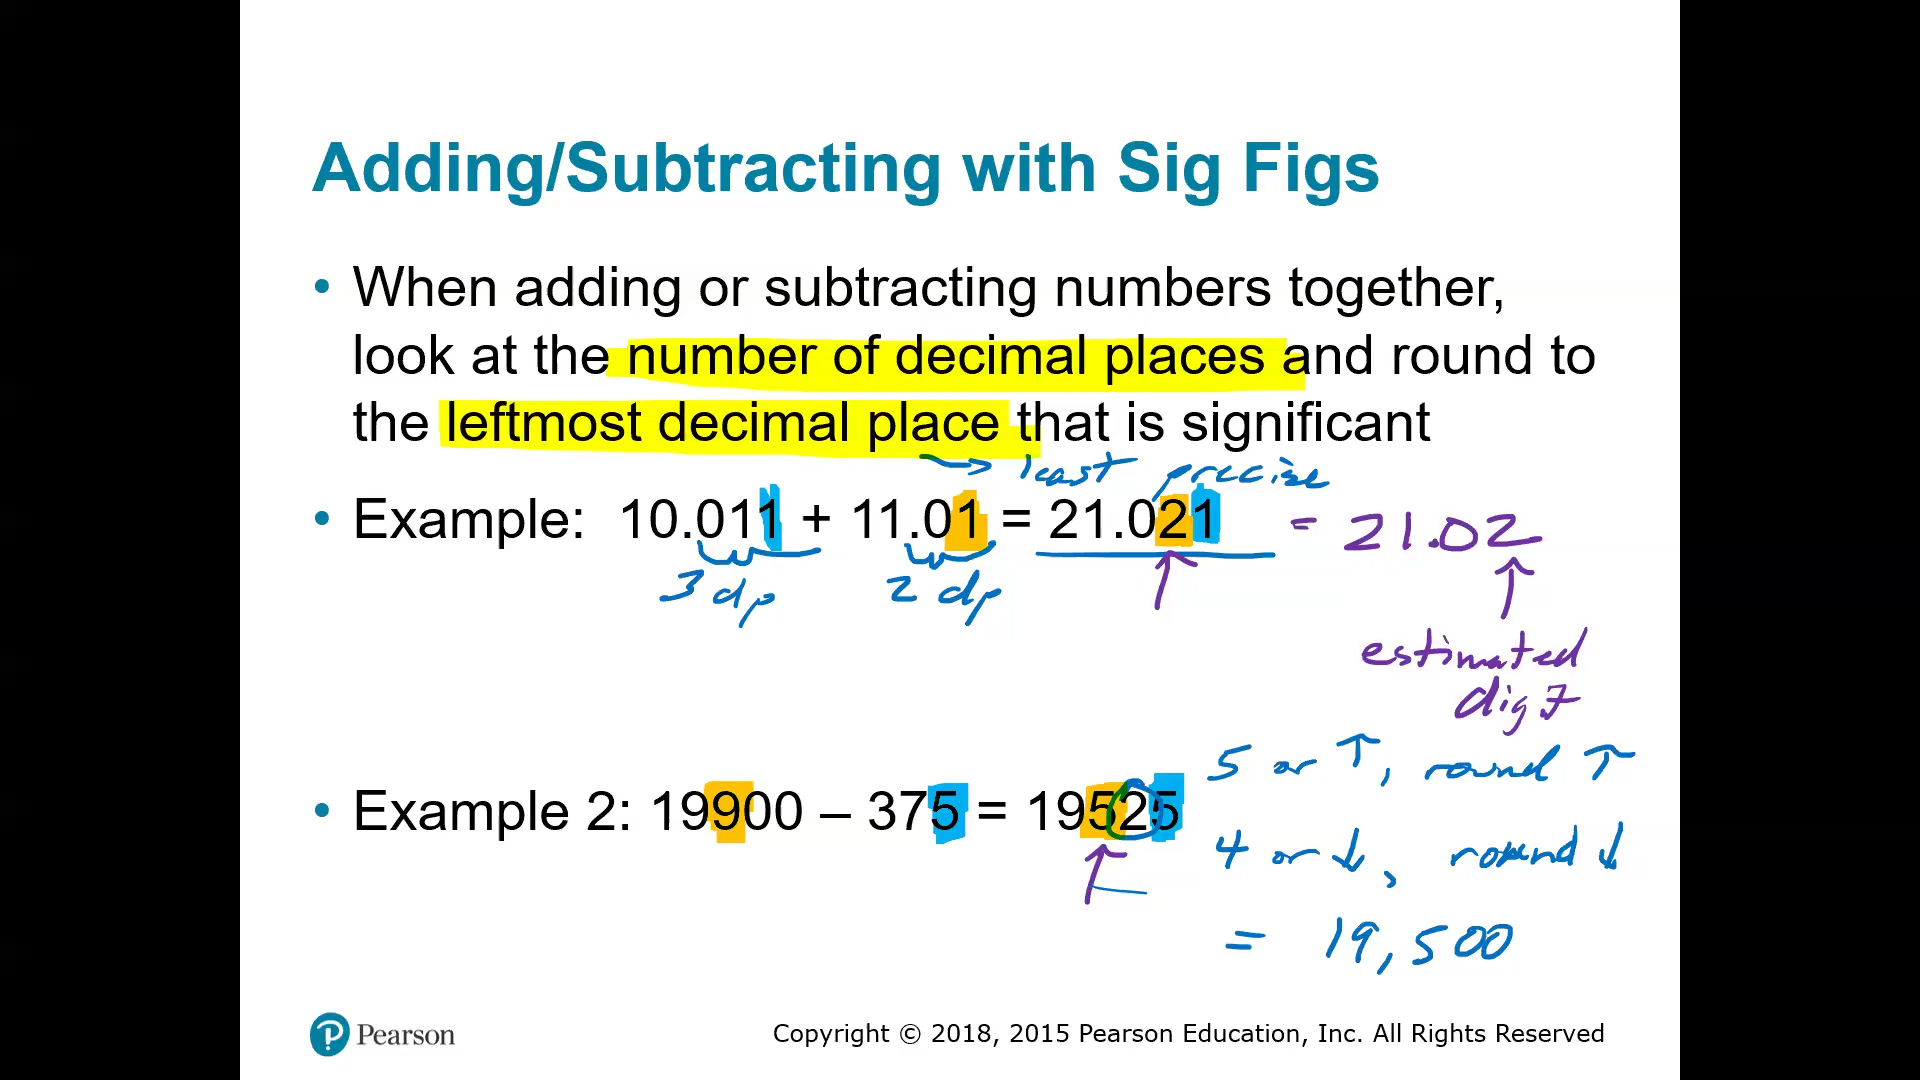 Adding/Subtracting with Sig Figs
• When adding or subtracting numbers together,
look at the number of decimal places and round to
the leftmost decimal place that is significant
→ least precise
• Example: 10.011 + 11.01 = 21.021 = 21.02
3 dp 2 dp
estimated
digit
5 or ↑, round ↑
• Example 2: 19900 – 375 = 19525
4 or ↓, round ↓
= 19,500
Pearson
Copyright © 2018, 2015 Pearson Education, Inc. All Rights Reserved